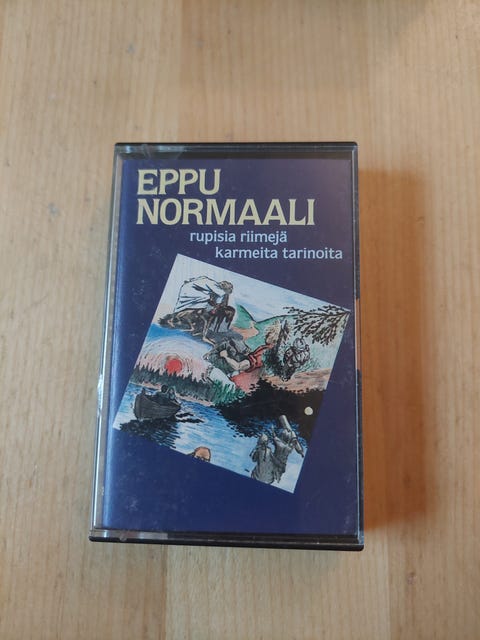 EPPU
NORMAALI
rupisia riimejä
karmeita tarinoita